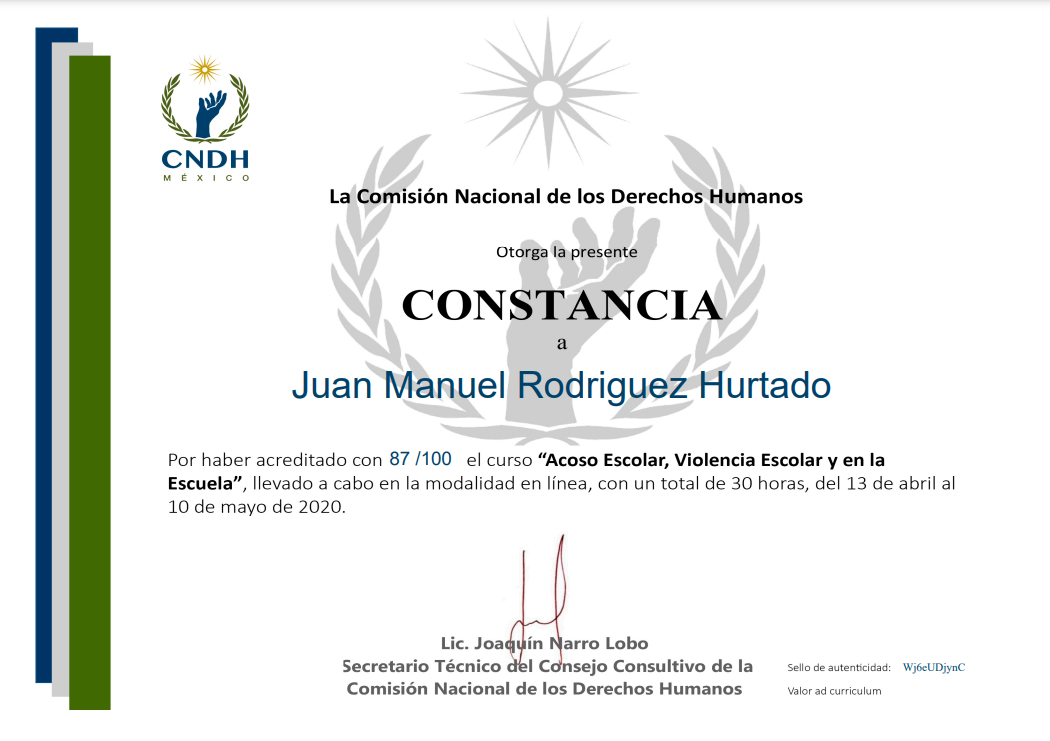 CNDH
MÉXICO
La Comisión Nacional de los Derechos Humanos
Otorga la presente
CONSTANCIA
a
Juan Manuel Rodriguez Hurtado
Por haber acreditado con 87 /100 el curso “Acoso Escolar, Violencia Escolar y en la
Escuela”, llevado a cabo en la modalidad en línea, con un total de 30 horas, del 13 de abril al
10 de mayo de 2020.
Lic. Joaquín Narro Lobo
Secretario Técnico del Consejo Consultivo de la
Comisión Nacional de los Derechos Humanos
Sello de autenticidad: Wj6eUDjynC
Valor ad curriculum